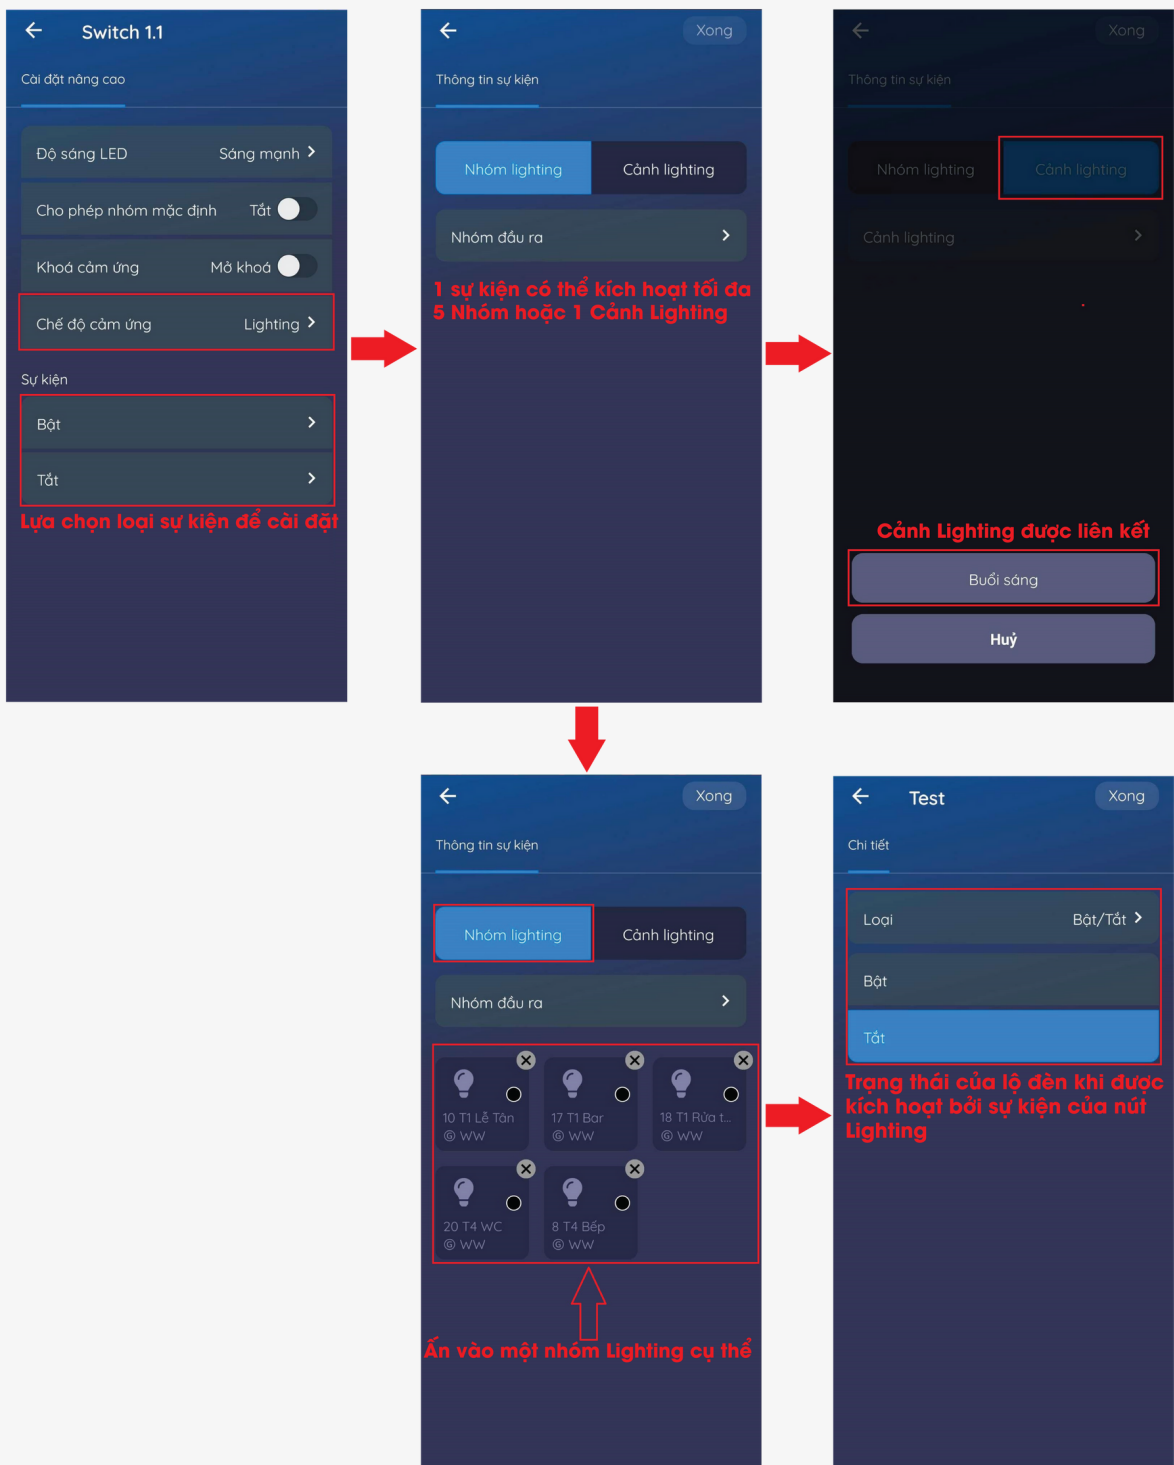 Switch 1.1
Cài đặt nâng cao
Độ sáng LED Sáng mạnh
Cho phép nhóm mặc định Tắt
Khoá cảm ứng Mở khoá
Chế độ cảm ứng Lighting
Sự kiện
Bật
Tắt
Lựa chọn loại sự kiện để cài đặt
Xong
Thông tin sự kiện
Nhóm lighting Cảnh lighting
Nhóm đầu ra
1 sự kiện có thể kích hoạt tối đa
5 Nhóm hoặc 1 Cảnh Lighting
Xong
Thông tin sự kiện
Nhóm lighting Cảnh lighting
Cảnh lighting
Cảnh Lighting được liên kết
Buổi sáng
Huỷ
Xong
Thông tin sự kiện
Nhóm lighting Cảnh lighting
Nhóm đầu ra
10 T1 Lễ Tân 17 T1 Bar 18 T1 Rửa t...
G WW G WW G WW
20 T4 WC 8 T4 Bếp
G WW G WW
Ấn vào một nhóm Lighting cụ thể
Test Xong
Chi tiết
Loại Bật/Tắt
Bật
Tắt
Trạng thái của lộ đèn khi được
kích hoạt bởi sự kiện của nút
Lighting